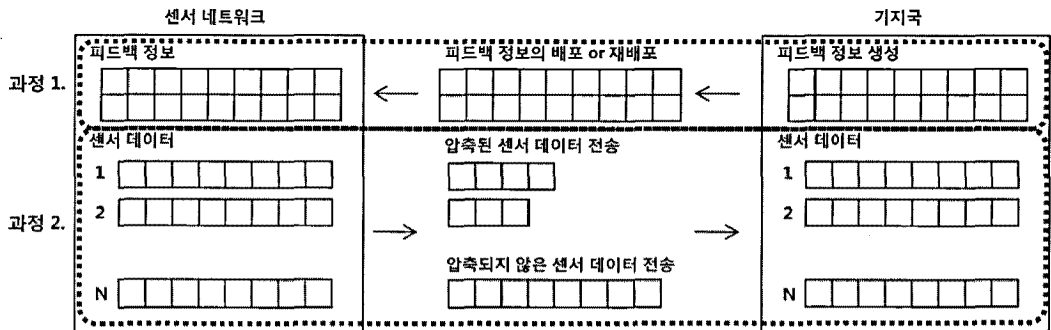 센서 네트워크
기지국
과정 1.
피드백 정보
피드백 정보의 배포 or 재배포
피드백 정보 생성
과정 2.
센서 데이터
압축된 센서 데이터 전송
센서 데이터
1
1
2
2
압축되지 않은 센서 데이터 전송
N
N